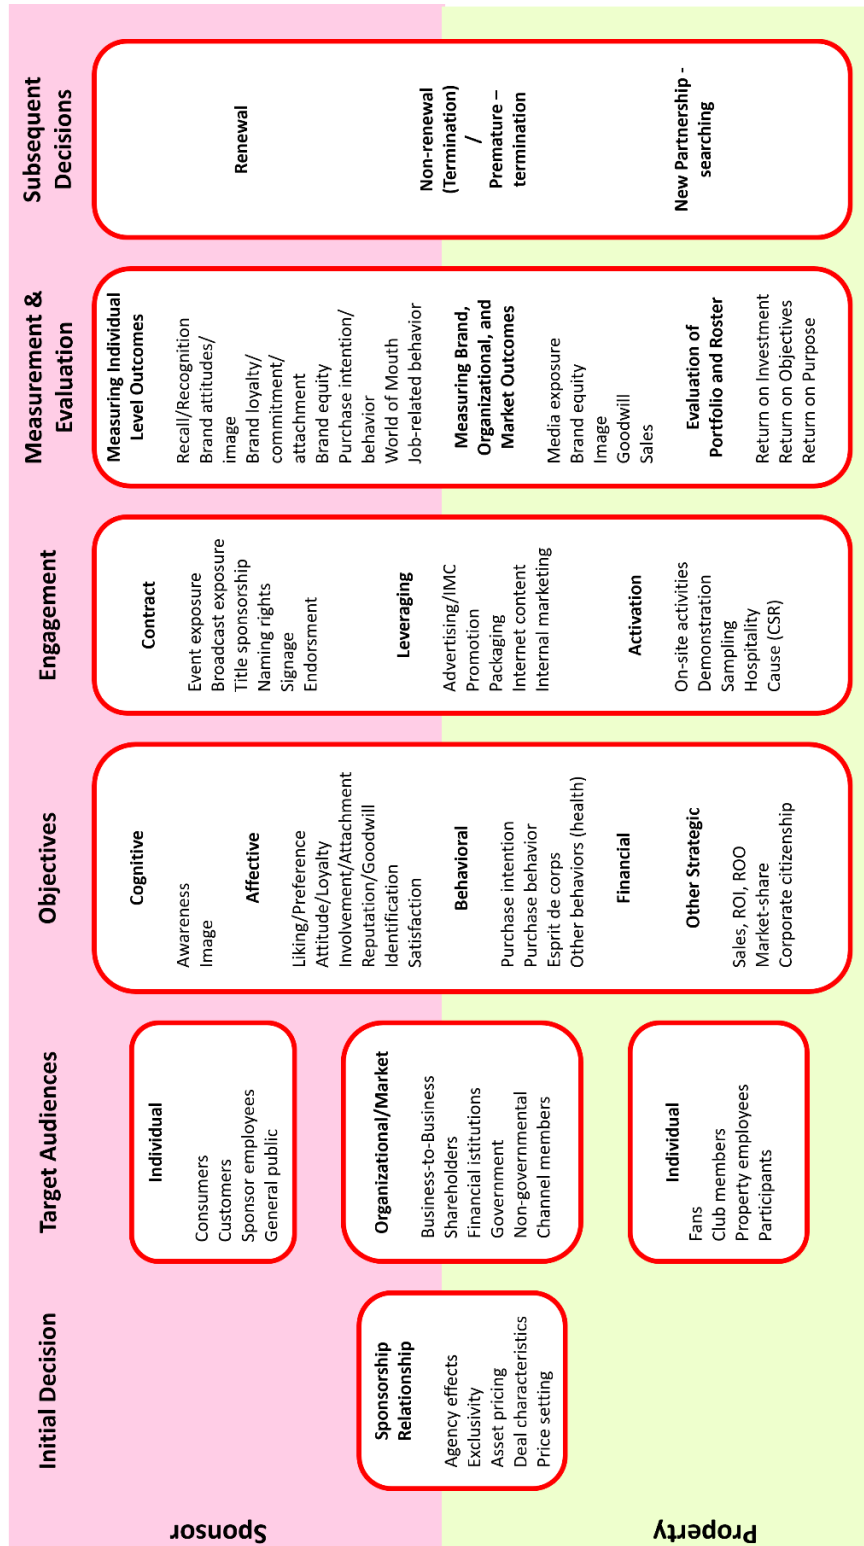 Initial Decision
Target Audiences
Objectives
Engagement
Measurement &
Evaluation
Subsequent
Decisions
Sponsor
Property
Sponsorship
Relationship
Agency effects
Exclusivity
Asset pricing
Deal characteristics
Price setting
Individual
Consumers
Customers
Sponsor employees
General public
Organizational/Market
Business-to-Business
Shareholders
Financial istitutions
Government
Non-governmental
Channel members
Individual
Fans
Club members
Property employees
Participants
Cognitive
Awareness
Image
Affective
Liking/Preference
Attitude/Loyalty
Involvement/Attachment
Reputation/Goodwill
Identification
Satisfaction
Behavioral
Purchase intention
Purchase behavior
Esprit de corps
Other behaviors (health)
Financial
Other Strategic
Sales, ROI, ROO
Market-share
Corporate citizenship
Contract
Event exposure
Broadcast exposure
Title sponsorship
Naming rights
Signage
Endorsment
Leveraging
Advertising/IMC
Promotion
Packaging
Internet content
Internal marketing
Activation
On-site activities
Demonstration
Sampling
Hospitality
Cause (CSR)
Measuring Individual
Level Outcomes
Recall/Recognition
Brand attitudes/
image
Brand loyalty/
commitment/
attachment
Brand equity
Purchase intention/
behavior
World of Mouth
Job-related behavior
Measuring Brand,
Organizational, and
Market Outcomes
Media exposure
Brand equity
Image
Goodwill
Sales
Evaluation of
Portfolio and Roster
Return on Investment
Return on Objectives
Return on Purpose
Renewal
Non-renewal
(Termination)
/
Premature –
termination
New Partnership -
searching